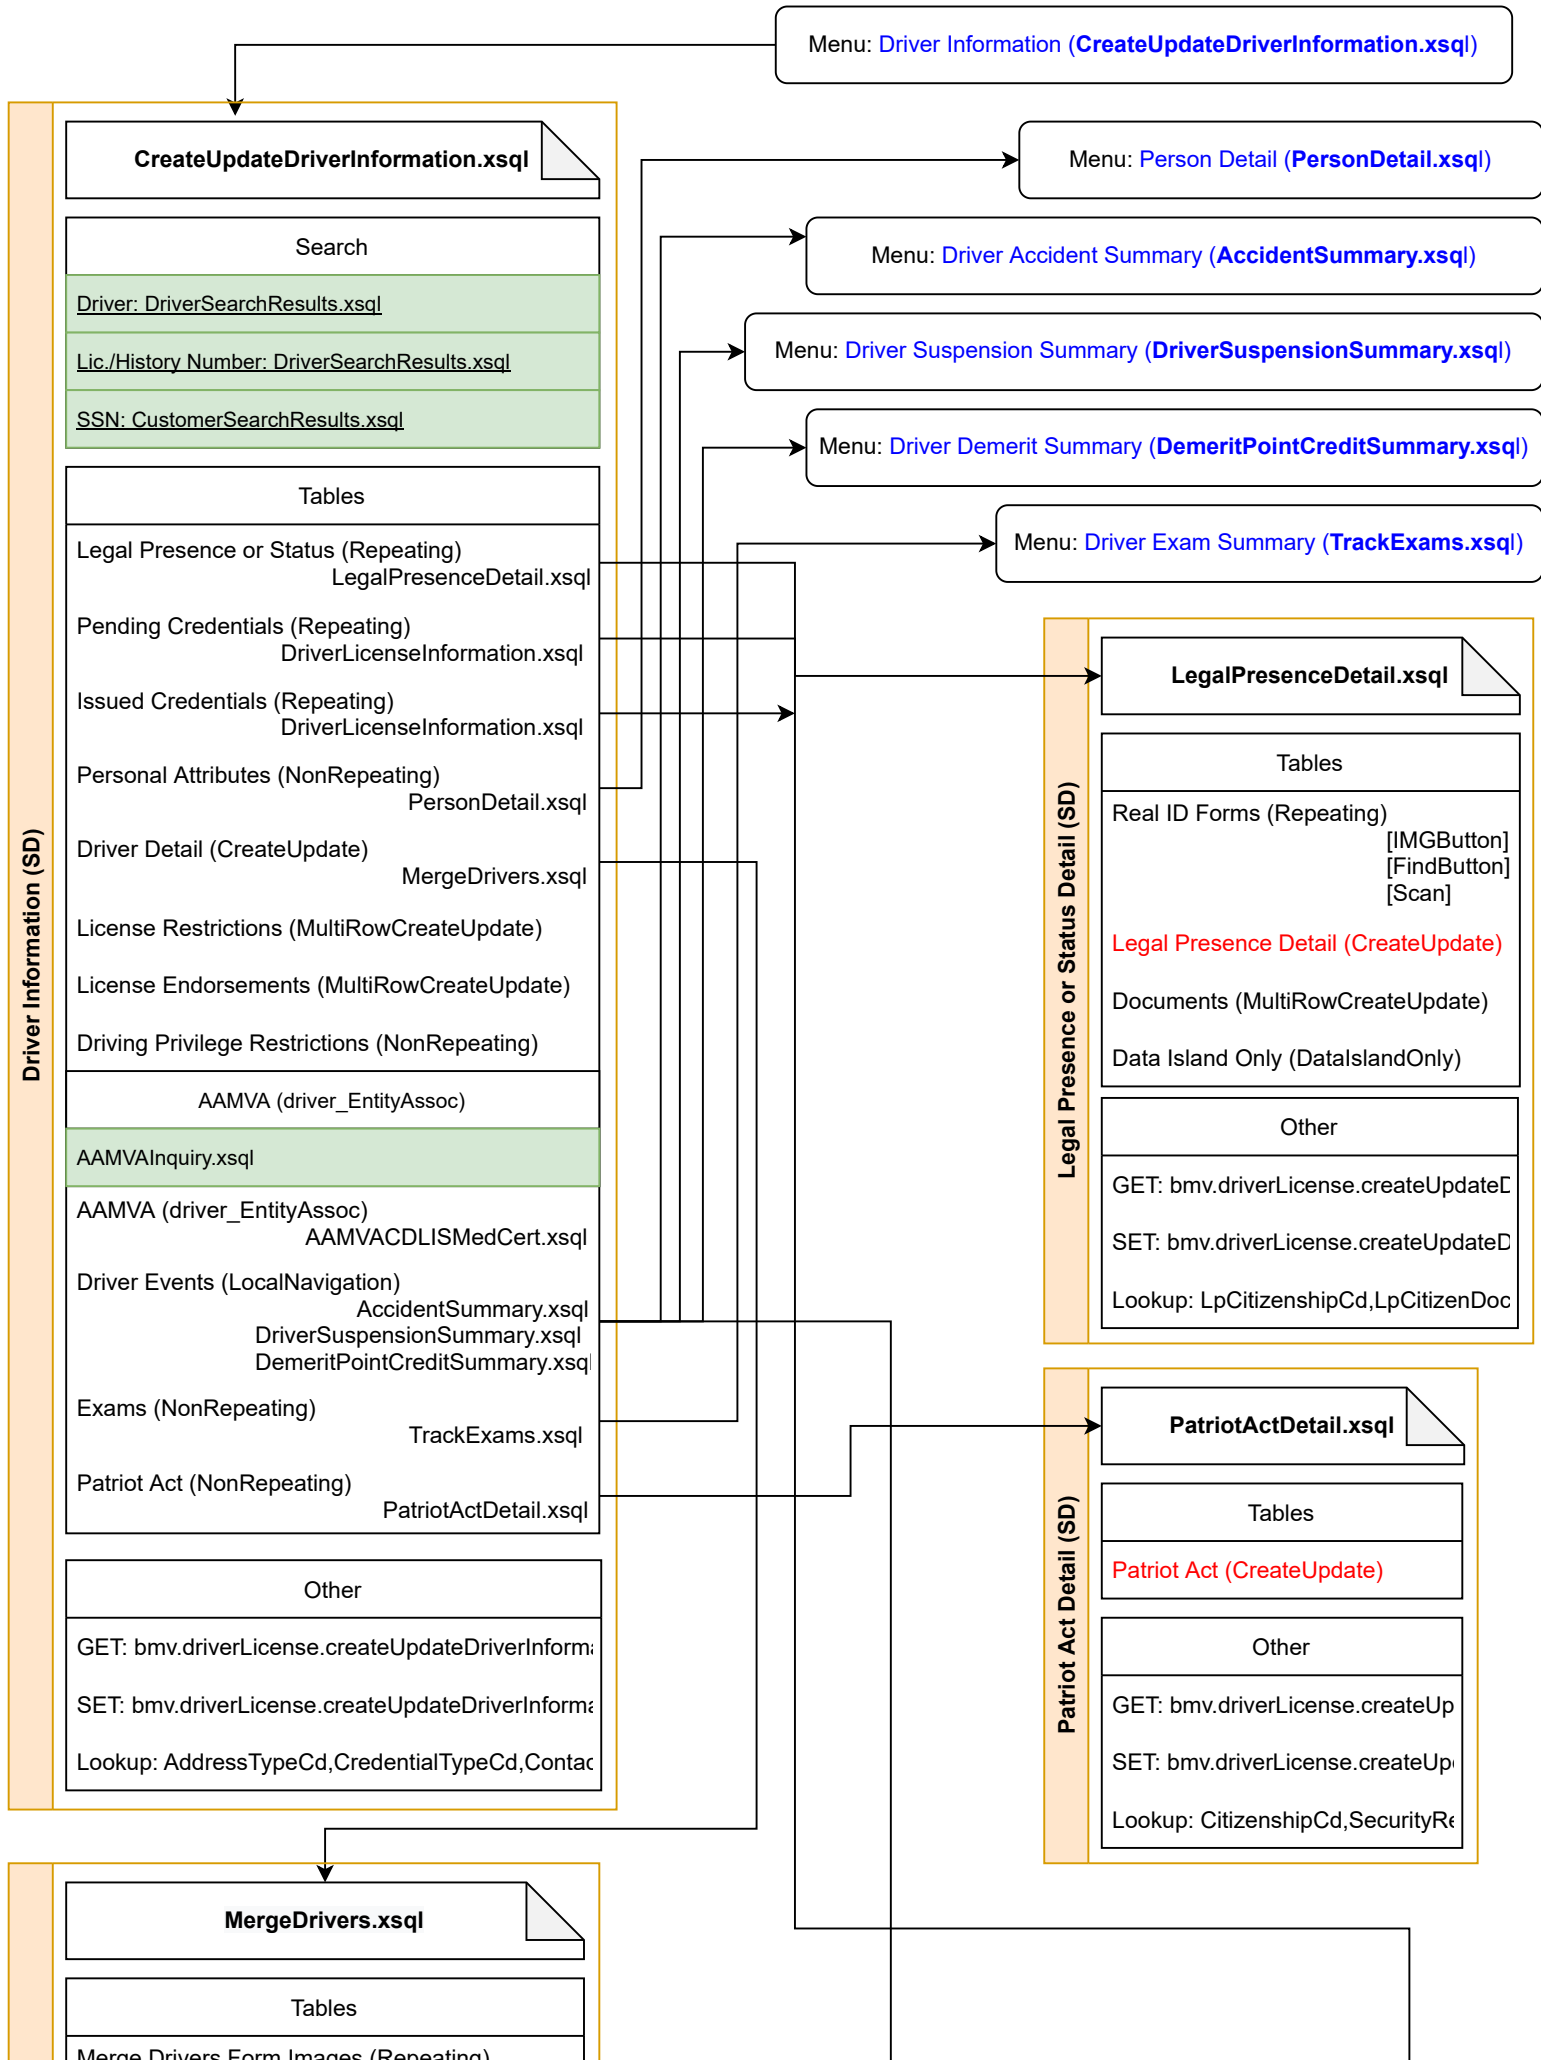 Menu: Driver Information (CreateUpdateDriverInformation.xsql)
Driver Information (SD)
CreateUpdateDriverInformation.xsql
Search
Driver: DriverSearchResults.xsql
Lic./History Number: DriverSearchResults.xsql
SSN: CustomerSearchResults.xsql
Tables
Legal Presence or Status (Repeating)
LegalPresenceDetail.xsql
Pending Credentials (Repeating)
DriverLicenseInformation.xsql
Issued Credentials (Repeating)
DriverLicenseInformation.xsql
Personal Attributes (NonRepeating)
PersonDetail.xsql
Driver Detail (CreateUpdate)
MergeDrivers.xsql
License Restrictions (MultiRowCreateUpdate)
License Endorsements (MultiRowCreateUpdate)
Driving Privilege Restrictions (NonRepeating)
AAMVA (driver_EntityAssoc)
AAMVAInquiry.xsql
AAMVA (driver_EntityAssoc)
AAMVACDLISMedCert.xsql
Driver Events (LocalNavigation)
AccidentSummary.xsql
DriverSuspensionSummary.xsql
DemeritPointCreditSummary.xsql
Exams (NonRepeating)
TrackExams.xsql
Patriot Act (NonRepeating)
PatriotActDetail.xsql
Other
GET: bmv.driverLicense.createUpdateDriverInforma
SET: bmv.driverLicense.createUpdateDriverInforma
Lookup: AddressTypeCd,CredentialTypeCd,Contac
Menu: Person Detail (PersonDetail.xsql)
Menu: Driver Accident Summary (AccidentSummary.xsql)
Menu: Driver Suspension Summary (DriverSuspensionSummary.xsql)
Menu: Driver Demerit Summary (DemeritPointCreditSummary.xsql)
Menu: Driver Exam Summary (TrackExams.xsql)
Legal Presence or Status Detail (SD)
LegalPresenceDetail.xsql
Tables
Real ID Forms (Repeating)
[IMGButton]
[FindButton]
[Scan]
Legal Presence Detail (CreateUpdate)
Documents (MultiRowCreateUpdate)
Data Island Only (DataIslandOnly)
Other
GET: bmv.driverLicense.createUpdateD
SET: bmv.driverLicense.createUpdateD
Lookup: LpCitizenshipCd,LpCitizenDoc
Patriot Act Detail (SD)
PatriotActDetail.xsql
Tables
Patriot Act (CreateUpdate)
Other
GET: bmv.driverLicense.createUp
SET: bmv.driverLicense.createUp
Lookup: CitizenshipCd,SecurityRe
MergeDrivers.xsql
Tables
Merge Drivers Form Images (Repeating)